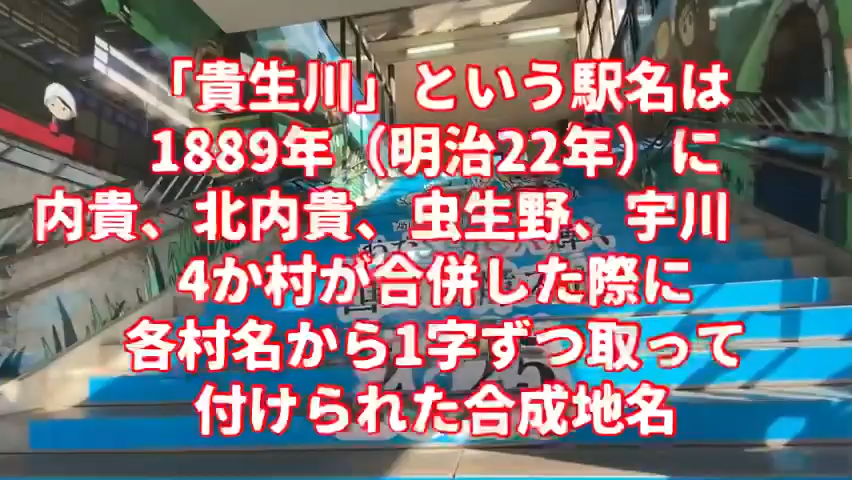 「貴生川」という駅名は
1889年（明治22年）に
内貴、北内貴、虫生野、宇川
4か村が合併した際に
各村名から1字ずつ取って
付けられた合成地名